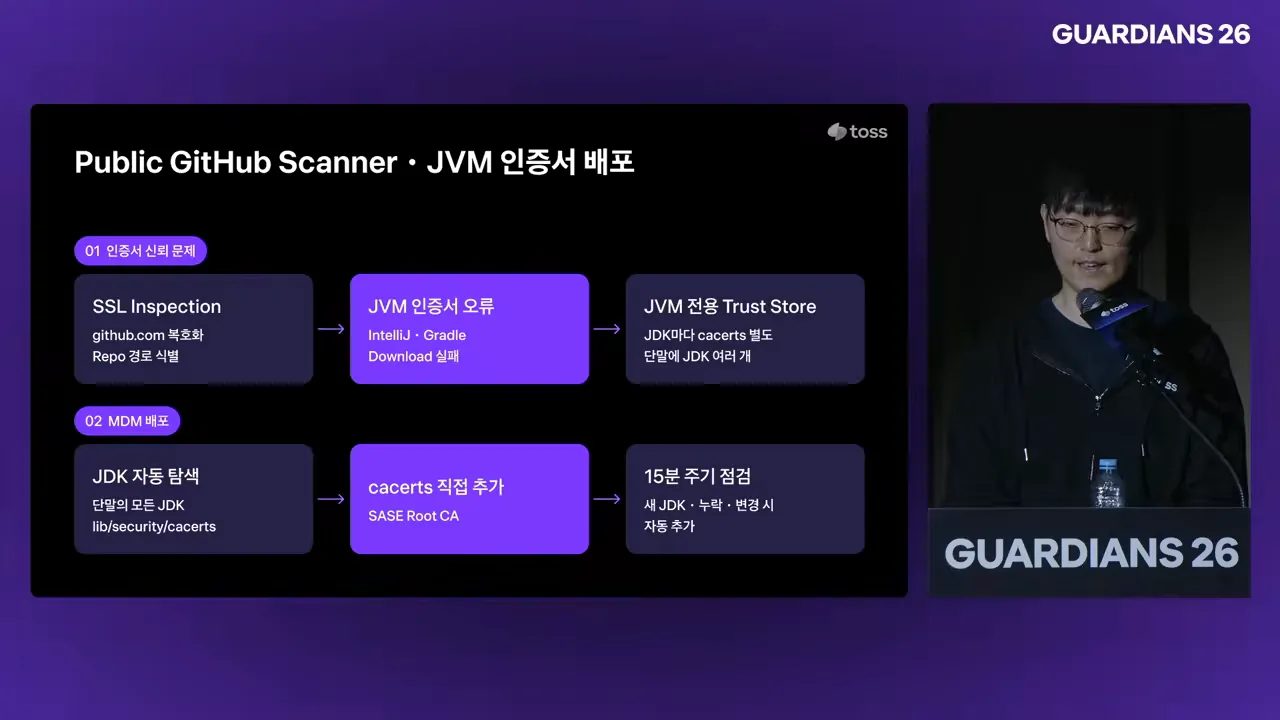 GUARDIANS 26
toss
Public GitHub Scanner · JVM 인증서 배포
01 인증서 신뢰 문제
SSL Inspection
github.com 복호화
Repo 경로 식별
JVM 인증서 오류
IntelliJ · Gradle
Download 실패
JVM 전용 Trust Store
JDK마다 cacerts 별도
단말에 JDK 여러 개
02 MDM 배포
JDK 자동 탐색
단말의 모든 JDK
lib/security/cacerts
cacerts 직접 추가
SASE Root CA
15분 주기 점검
새 JDK · 누락 · 변경 시
자동 추가
toss
GUARDIANS 26